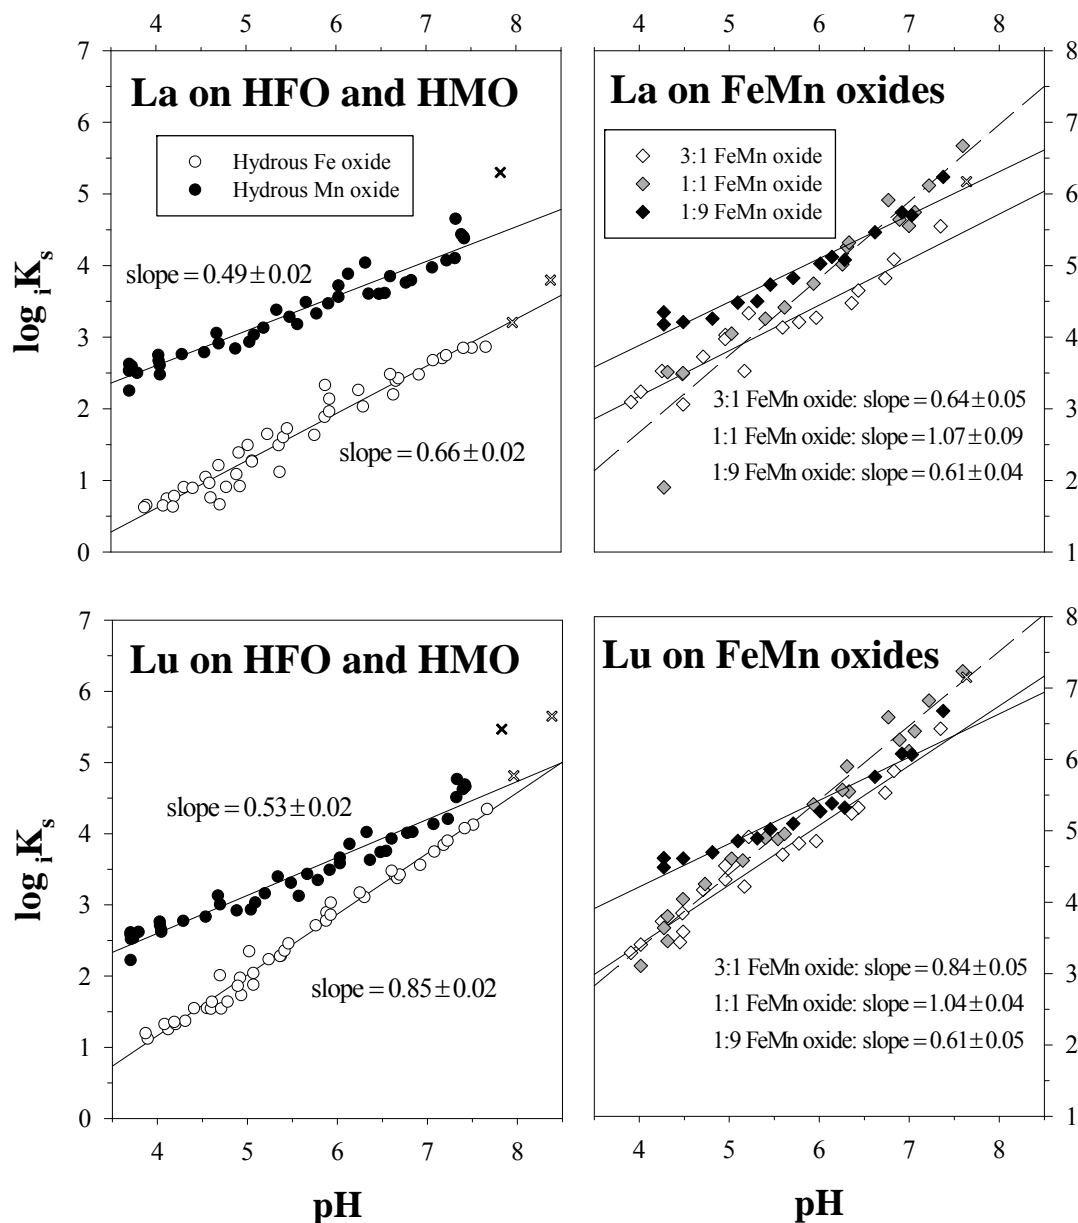 4 5 6 7 8
4 5 6 7 8
7
6
5
4
3
2
1
0
log iKs
La on HFO and HMO
Hydrous Fe oxide
Hydrous Mn oxide
slope = 0.49±0.02
slope = 0.66±0.02
La on FeMn oxides
3:1 FeMn oxide
1:1 FeMn oxide
1:9 FeMn oxide
3:1 FeMn oxide: slope = 0.64±0.05
1:1 FeMn oxide: slope = 1.07±0.09
1:9 FeMn oxide: slope = 0.61±0.04
8
7
6
5
4
3
2
1
7
6
5
4
3
2
1
0
log iKs
Lu on HFO and HMO
slope = 0.53±0.02
slope = 0.85±0.02
4 5 6 7 8
pH
Lu on FeMn oxides
3:1 FeMn oxide: slope = 0.84±0.05
1:1 FeMn oxide: slope = 1.04±0.04
1:9 FeMn oxide: slope = 0.61±0.05
8
7
6
5
4
3
2
1
4 5 6 7 8
pH